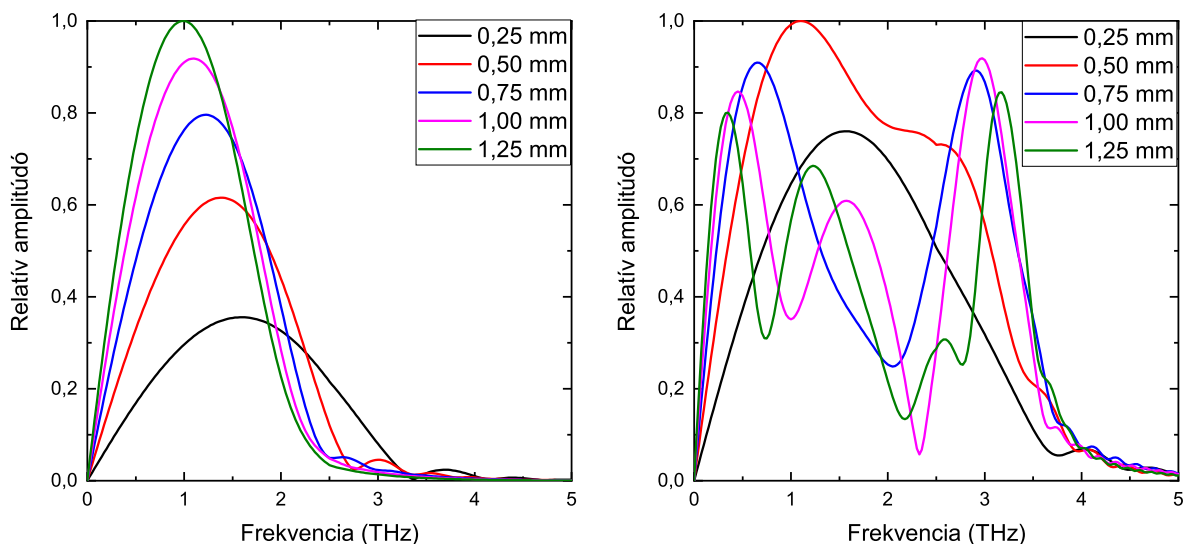 1,0
0,8
0,6
0,4
0,2
0,0
0 1 2 3 4 5
Relatív amplitúdó
Frekvencia (THz)
0,25 mm
0,50 mm
0,75 mm
1,00 mm
1,25 mm
1,0
0,8
0,6
0,4
0,2
0,0
0 1 2 3 4 5
Relatív amplitúdó
Frekvencia (THz)
0,25 mm
0,50 mm
0,75 mm
1,00 mm
1,25 mm